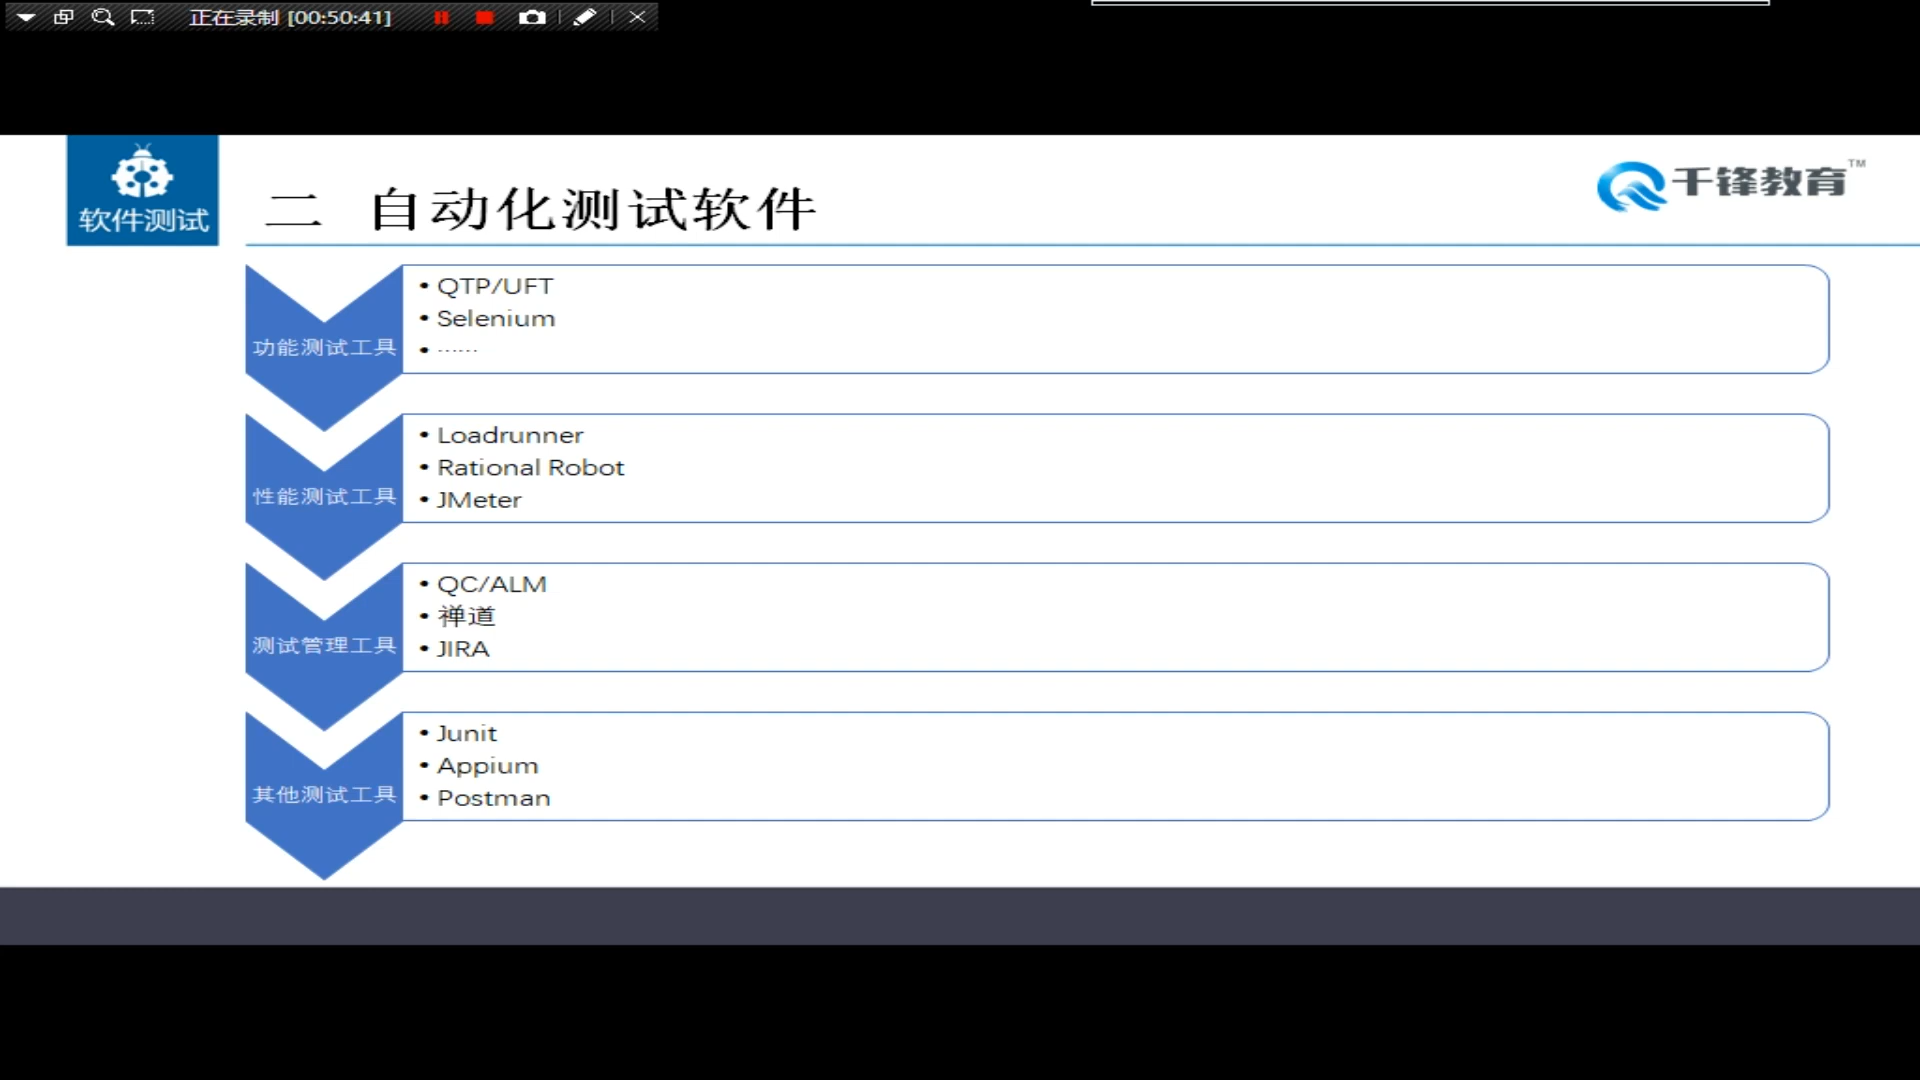 正在录制 [00:50:41]
软件测试
二 自动化测试软件
千锋教育™
功能测试工具
• QTP/UFT
• Selenium
• ······
性能测试工具
• Loadrunner
• Rational Robot
• JMeter
测试管理工具
• QC/ALM
• 禅道
• JIRA
其他测试工具
• Junit
• Appium
• Postman